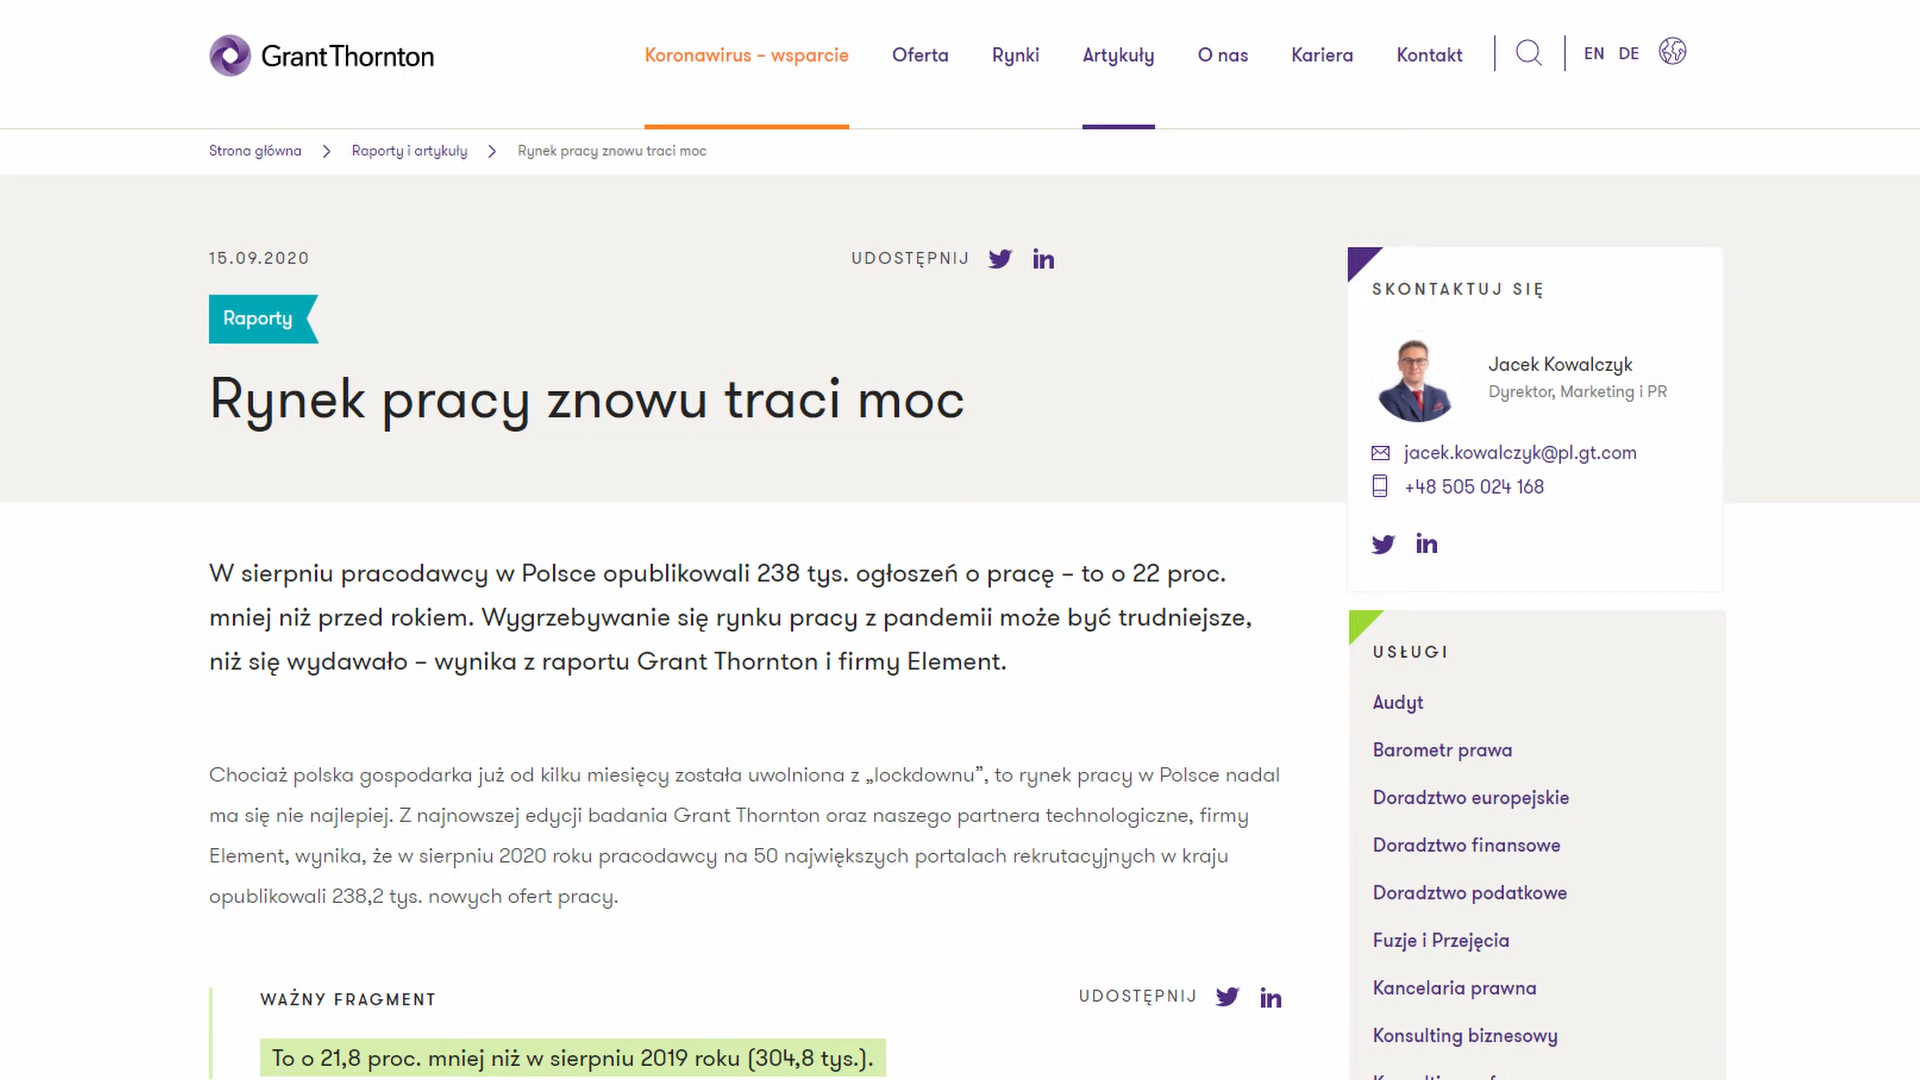 Grant Thornton
Koronawirus – wsparcie Oferta Rynki Artykuły O nas Kariera Kontakt EN DE
Strona główna Raporty i artykuły Rynek pracy znowu traci moc
15.09.2020
UDOSTĘPNIJ
Raporty
Rynek pracy znowu traci moc
W sierpniu pracodawcy w Polsce opublikowali 238 tys. ogłoszeń o pracę – to o 22 proc.
mniej niż przed rokiem. Wygrzebywanie się rynku pracy z pandemii może być trudniejsze,
niż się wydawało – wynika z raportu Grant Thornton i firmy Element.
Chociaż polska gospodarka już od kilku miesięcy została uwolniona z „lockdownu”, to rynek pracy w Polsce nadal
ma się nie najlepiej. Z najnowszej edycji badania Grant Thornton oraz naszego partnera technologiczne, firmy
Element, wynika, że w sierpniu 2020 roku pracodawcy na 50 największych portalach rekrutacyjnych w kraju
opublikowali 238,2 tys. nowych ofert pracy.
WAŻNY FRAGMENT
UDOSTĘPNIJ
To o 21,8 proc. mniej niż w sierpniu 2019 roku (304,8 tys.).
SKONTAKTUJ SIĘ
Jacek Kowalczyk
Dyrektor, Marketing i PR
jacek.kowalczyk@pl.gt.com
+48 505 024 168
USŁUGI
Audyt
Barometr prawa
Doradztwo europejskie
Doradztwo finansowe
Doradztwo podatkowe
Fuzje i Przejęcia
Kancelaria prawna
Konsulting biznesowy